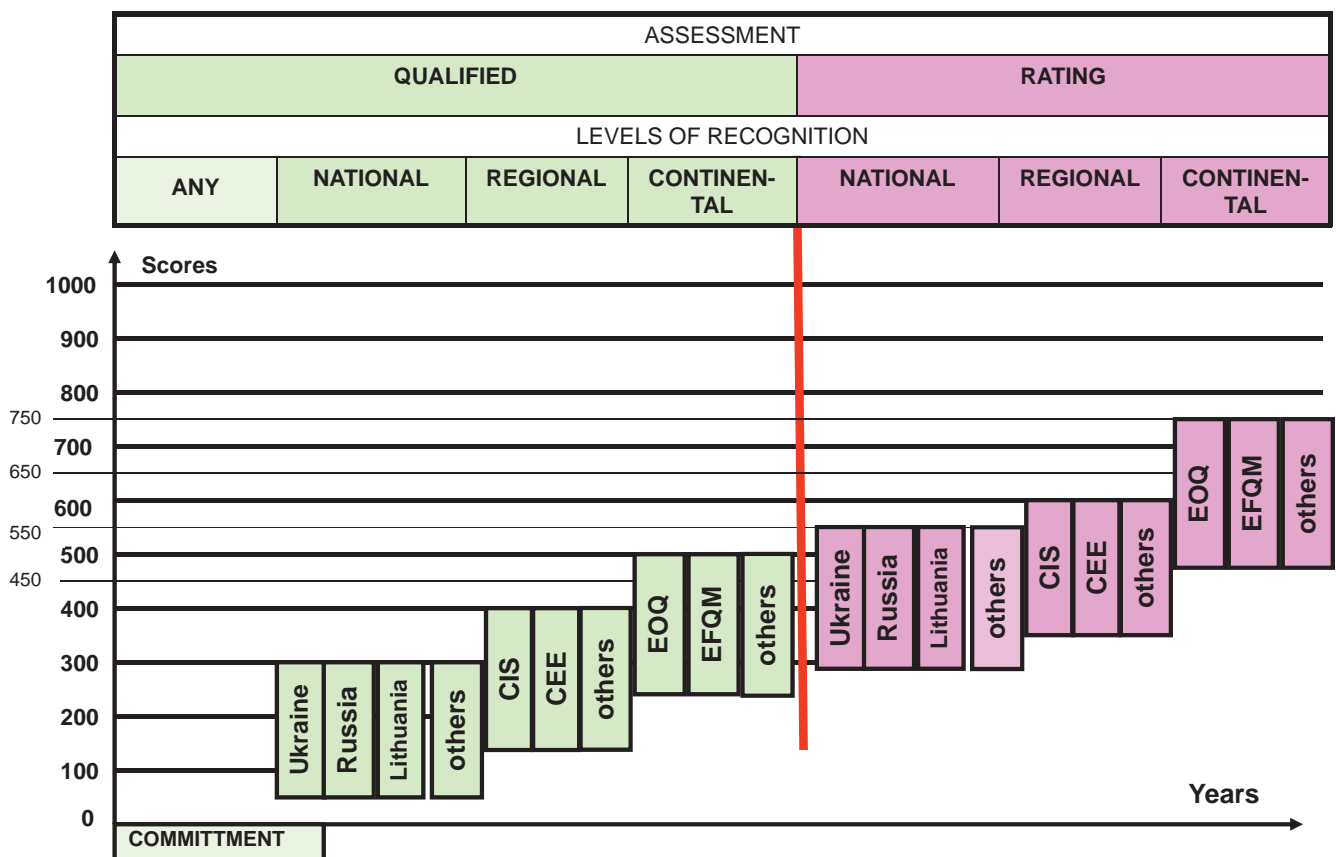 ASSESSMENT
QUALIFIED
RATING
LEVELS OF RECOGNITION
ANY
NATIONAL
REGIONAL
CONTINEN-
TAL
NATIONAL
REGIONAL
CONTINEN-
TAL
Scores
1000
900
800
750
700
650
600
550
500
450
400
300
200
100
0
Ukraine
Russia
Lithuania
others
CIS
CEE
others
EOQ
EFQM
others
Ukraine
Russia
Lithuania
others
CIS
CEE
others
EOQ
EFQM
others
Years
COMMITTMENT